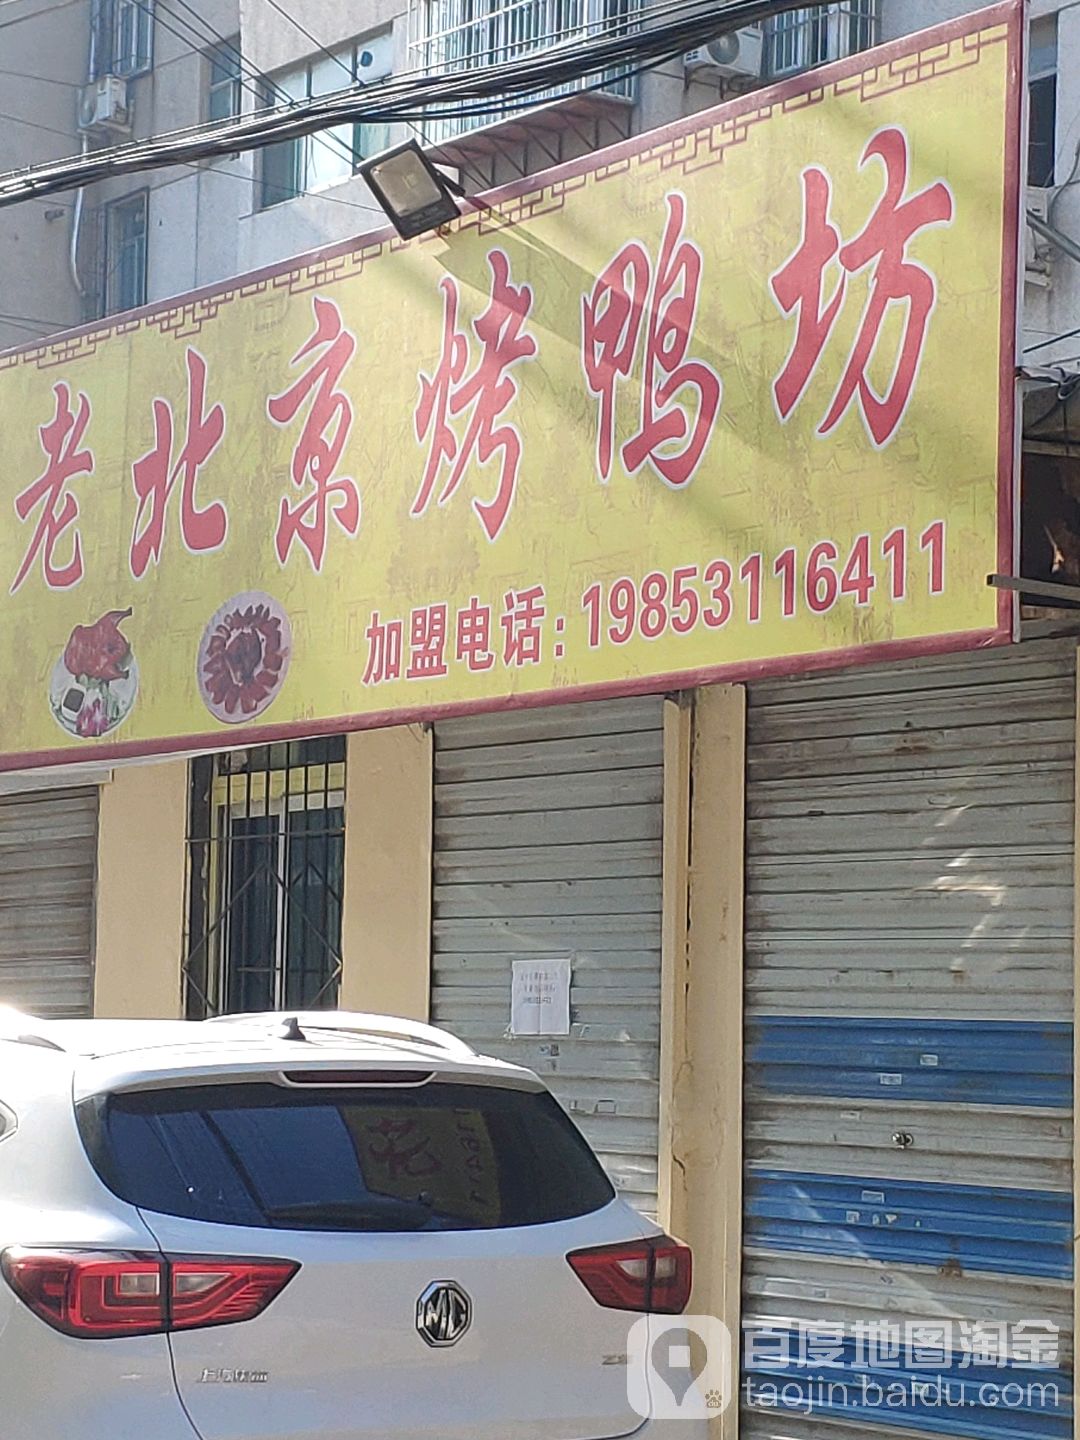 老北京烤鸭坊
加盟电话:19853116411
MG
百度地图淘金
taojin.baidu.com